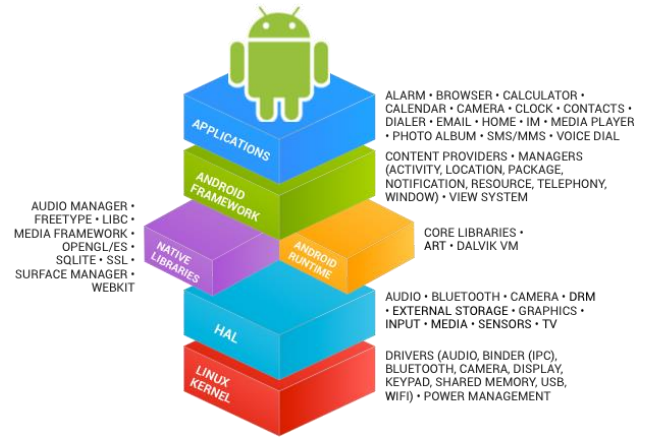 ALARM • BROWSER • CALCULATOR •
CALENDAR • CAMERA • CLOCK • CONTACTS •
DIALER • EMAIL • HOME • IM • MEDIA PLAYER
• PHOTO ALBUM • SMS/MMS • VOICE DIAL
APPLICATIONS
CONTENT PROVIDERS • MANAGERS
(ACTIVITY, LOCATION, PACKAGE,
NOTIFICATION, RESOURCE, TELEPHONY,
WINDOW) • VIEW SYSTEM
ANDROID
FRAMEWORK
AUDIO MANAGER •
FREETYPE • LIBC •
MEDIA FRAMEWORK •
OPENGL/ES •
SQLITE • SSL •
SURFACE MANAGER •
WEBKIT
NATIVE
LIBRARIES
ANDROID
RUNTIME
CORE LIBRARIES •
ART • DALVIK VM
HAL
AUDIO • BLUETOOTH • CAMERA • DRM
• EXTERNAL STORAGE • GRAPHICS •
INPUT • MEDIA • SENSORS • TV
LINUX
KERNEL
DRIVERS (AUDIO, BINDER (IPC),
BLUETOOTH, CAMERA, DISPLAY,
KEYPAD, SHARED MEMORY, USB,
WIFI) • POWER MANAGEMENT